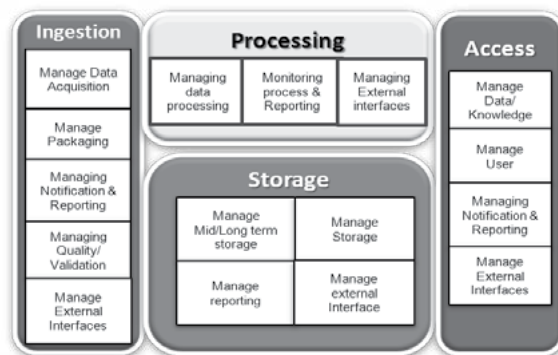 Ingestion
Manage Data
Acquisition
Manage
Packaging
Managing
Notification &
Reporting
Managing
Quality/
Validation
Manage
External
Interfaces
Processing
Managing
data
processing
Monitoring
process &
Reporting
Managing
External
interfaces
Storage
Manage
Mid/Long term
storage
Manage
Storage
Manage
reporting
Manage
external
Interface
Access
Manage
Data/
Knowledge
Manage
User
Managing
Notification &
Reporting
Manage
External
Interfaces